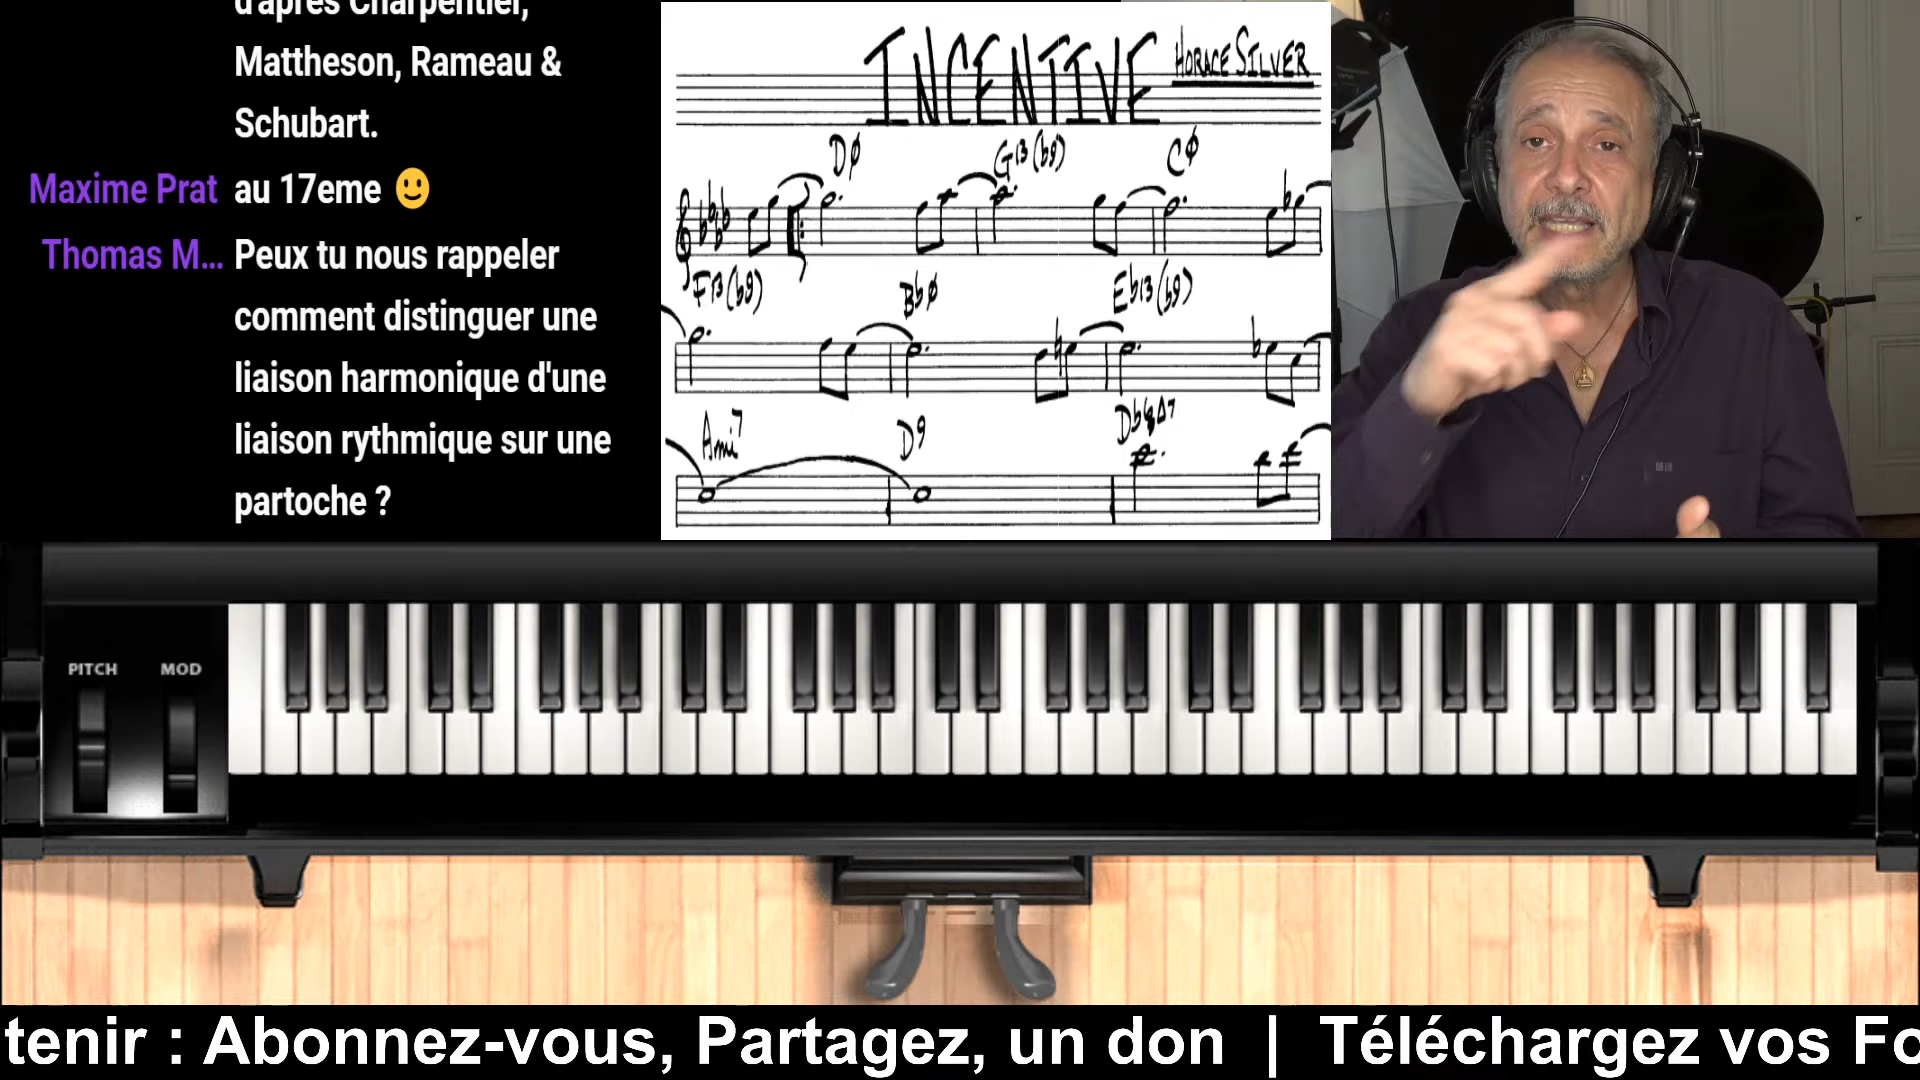 d'après Charpentier,
Mattheson, Rameau &
Schubart.
Maxime Prat au 17eme 🙂
Thomas M... Peux tu nous rappeler
comment distinguer une
liaison harmonique d'une
liaison rythmique sur une
partoche ?
INCENTIVE
HORACE SILVER
Dø G13(b9) Cø
F13(b9) Bbø Eb13(b9)
Ami7 D9
PITCH MOD
tenir : Abonnez-vous, Partagez, un don | Téléchargez vos Fo